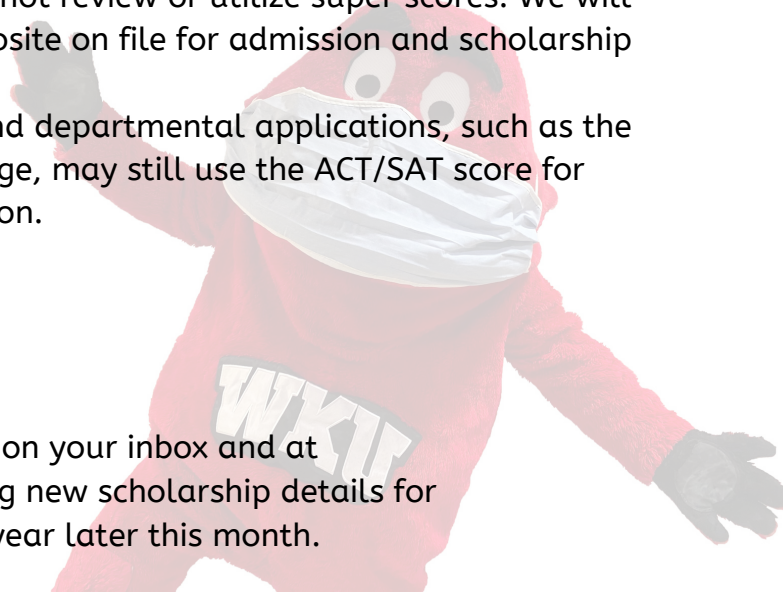 not review or utilize super scores. We will
osite on file for admission and scholarship
nd departmental applications, such as the
ge, may still use the ACT/SAT score for
on.
WKU
on your inbox and at
g new scholarship details for
year later this month.